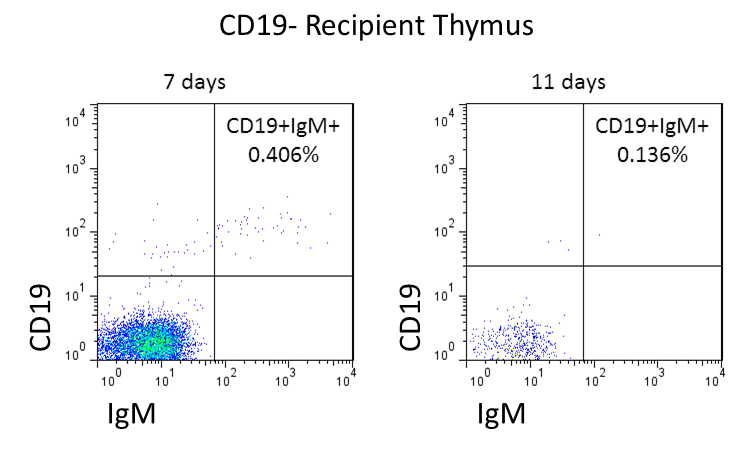 CD19- Recipient Thymus
7 days
CD19+IgM+
0.406%
10^4
10^3
10^2
10^1
10^0
CD19
10^0 10^1 10^2 10^3 10^4
IgM
11 days
CD19+IgM+
0.136%
10^4
10^3
10^2
10^1
10^0
CD19
10^0 10^1 10^2 10^3 10^4
IgM